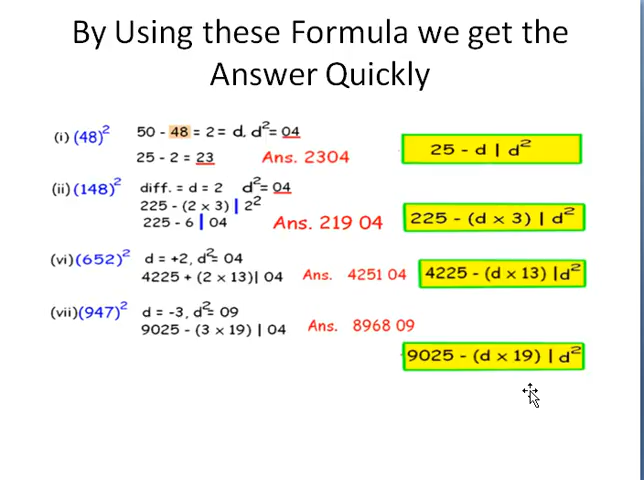 By Using these Formula we get the
Answer Quickly
(i) (48)² 50 - 48 = 2 = d, d²= 04
25 - 2 = 23 Ans. 2304
25 - d | d²
(ii) (148)² diff. = d = 2 d²= 04
225 - (2 x 3) | 2²
225 - 6 | 04 Ans. 219 04
225 - (d x 3) | d²
(vi) (652)² d = +2, d²= 04
4225 + (2 x 13)| 04 Ans. 4251 04
4225 - (d x 13) |d²
(vii) (947)² d = -3, d²= 09
9025 - (3 x 19) | 04 Ans. 8968 09
9025 - (d x 19) | d²